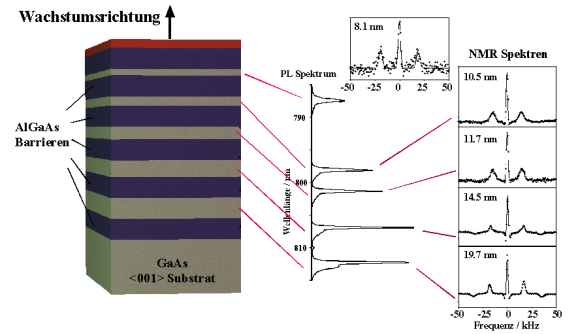 Wachstumsrichtung
AlGaAs
Barrieren
GaAs
<001> Substrat
PL Spektrum
790
800
810
Wellenlänge / nm
8.1 nm
-50 -25 0 25 50
NMR Spektren
10.5 nm
11.7 nm
14.5 nm
19.7 nm
-50 -25 0 25 50
Frequenz / kHz